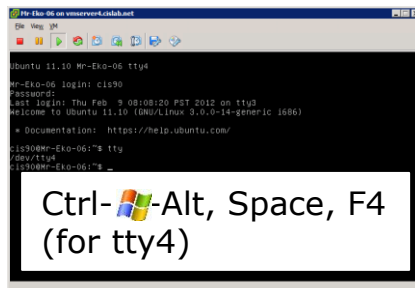 Mr-Eko-06 on vmserver4.cislab.net
File View VM
Ubuntu 11.10 Mr-Eko-06 tty4
Mr-Eko-06 login: cis90
Password:
Last login: Thu Feb  9 08:08:20 PST 2012 on tty3
Welcome to Ubuntu 11.10 (GNU/Linux 3.0.0-14-generic i686)
* Documentation:  https://help.ubuntu.com/
cis90@Mr-Eko-06:~$ tty
/dev/tty4
cis90@Mr-Eko-06:~$ _
Ctrl- -Alt, Space, F4
(for tty4)